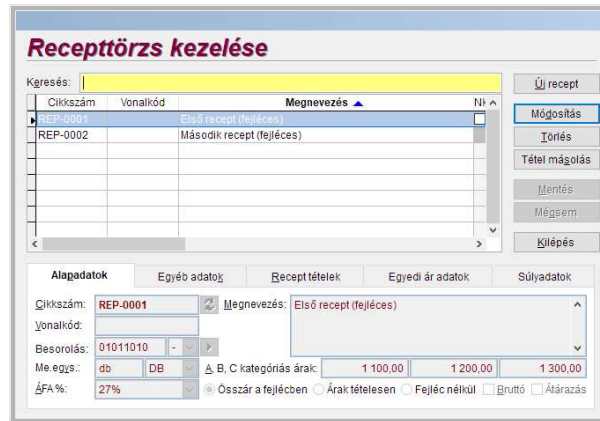 Recepttörzs kezelése
Keresés:
Új recept
Cikkszám Vonalkód Megnevezés Nk
REP-0001 Első recept (fejléces)
Módosítás
REP-0002 Második recept (fejléces)
Törlés
Tétel másolás
Mentés
Mégsem
Kilépés
Alapadatok Egyéb adatok Recept tételek Egyedi ár adatok Súlyadatok
Cikkszám: REP-0001 Megnevezés: Első recept (fejléces)
Vonalkód:
Besorolás: 01011010 -
Me.egys.: db DB A, B, C kategóriás árak: 1 100,00 1 200,00 1 300,00
ÁFA%: 27% Összár a fejlécben Árak tételesen Fejléc nélkül Bruttó Átárazás